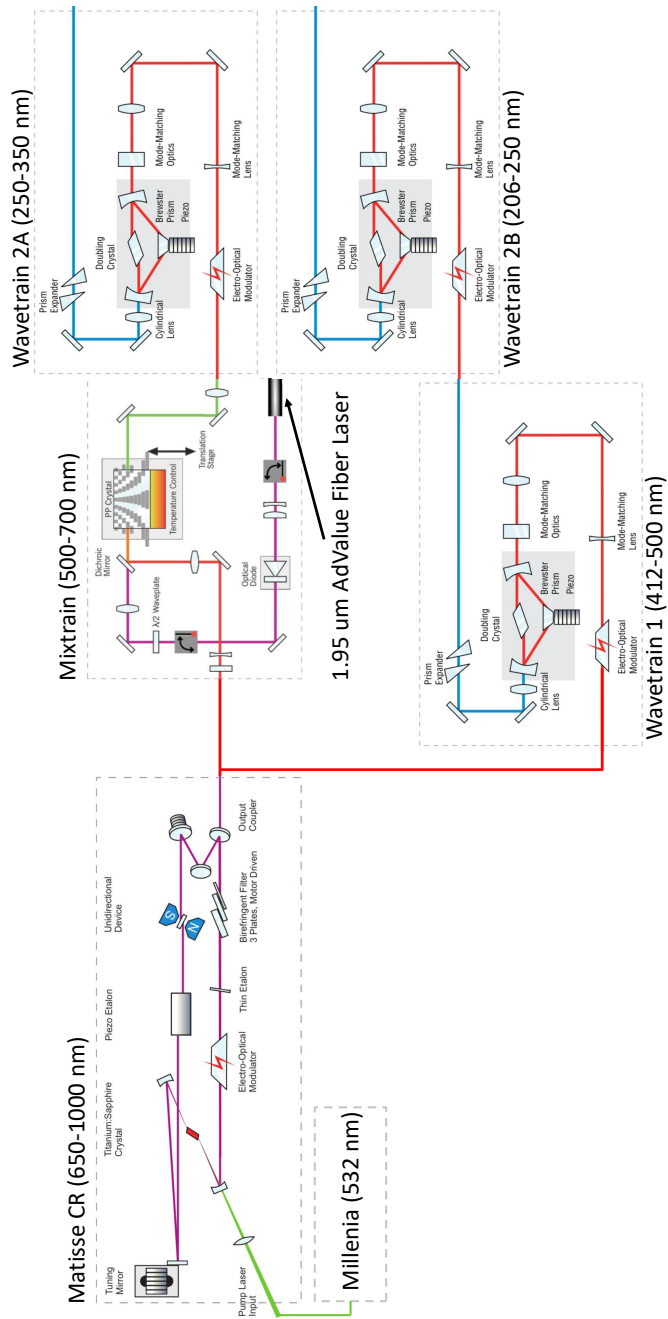 Matisse CR (650-1000 nm)
Tuning
Mirror
Titanium:Sapphire
Crystal
Piezo Etalon
Unidirectional
Device
S
N
Pump Laser
Input
Electro-Optical
Modulator
Thin Etalon
Birefringent Filter
3 Plates, Motor Driven
Output
Coupler
Millenia (532 nm)
Mixtrain (500-700 nm)
Dichroic
Mirror
PP Crystal
Temperature Control
Translation
Stage
λ/2 Waveplate
Optical
Diode
1.95 um AdValue Fiber Laser
Wavetrain 1 (412-500 nm)
Prism
Expander
Cylindrical
Lens
Doubling
Crystal
Brewster
Prism
Piezo
Mode-Matching
Optics
Electro-Optical
Modulator
Mode-Matching
Lens
Wavetrain 2A (250-350 nm)
Prism
Expander
Cylindrical
Lens
Doubling
Crystal
Brewster
Prism
Piezo
Mode-Matching
Optics
Electro-Optical
Modulator
Mode-Matching
Lens
Wavetrain 2B (206-250 nm)
Prism
Expander
Cylindrical
Lens
Doubling
Crystal
Brewster
Prism
Piezo
Mode-Matching
Optics
Electro-Optical
Modulator
Mode-Matching
Lens